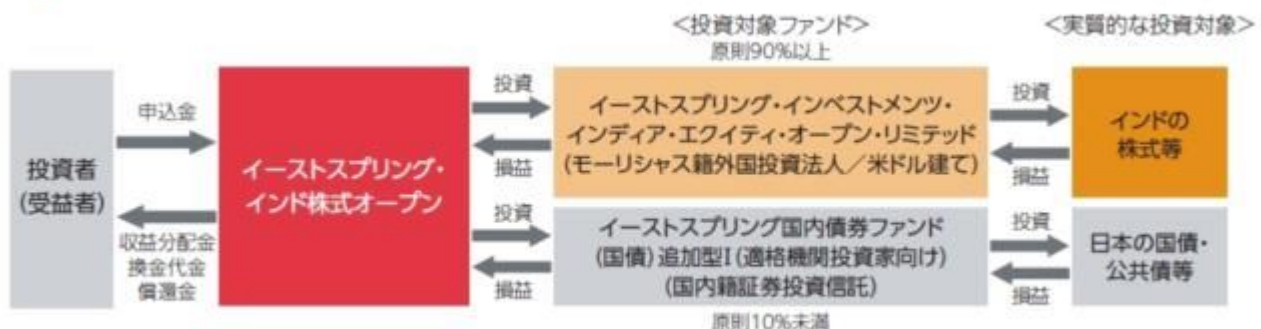 <投資対象ファンド>
原則90%以上
<実質的な投資対象>
投資者
(受益者)
申込金
収益分配金
換金代金
償還金
イーストスプリング・
インド株式オープン
投資
損益
イーストスプリング・インベストメンツ・
インディア・エクイティ・オープン・リミテッド
(モーリシャス籍外国投資法人/米ドル建て)
投資
損益
インドの
株式等
投資
損益
イーストスプリング国内債券ファンド
(国債)追加型I(適格機関投資家向け)
(国内籍証券投資信託)
原則10%未満
投資
損益
日本の国債・
公共債等